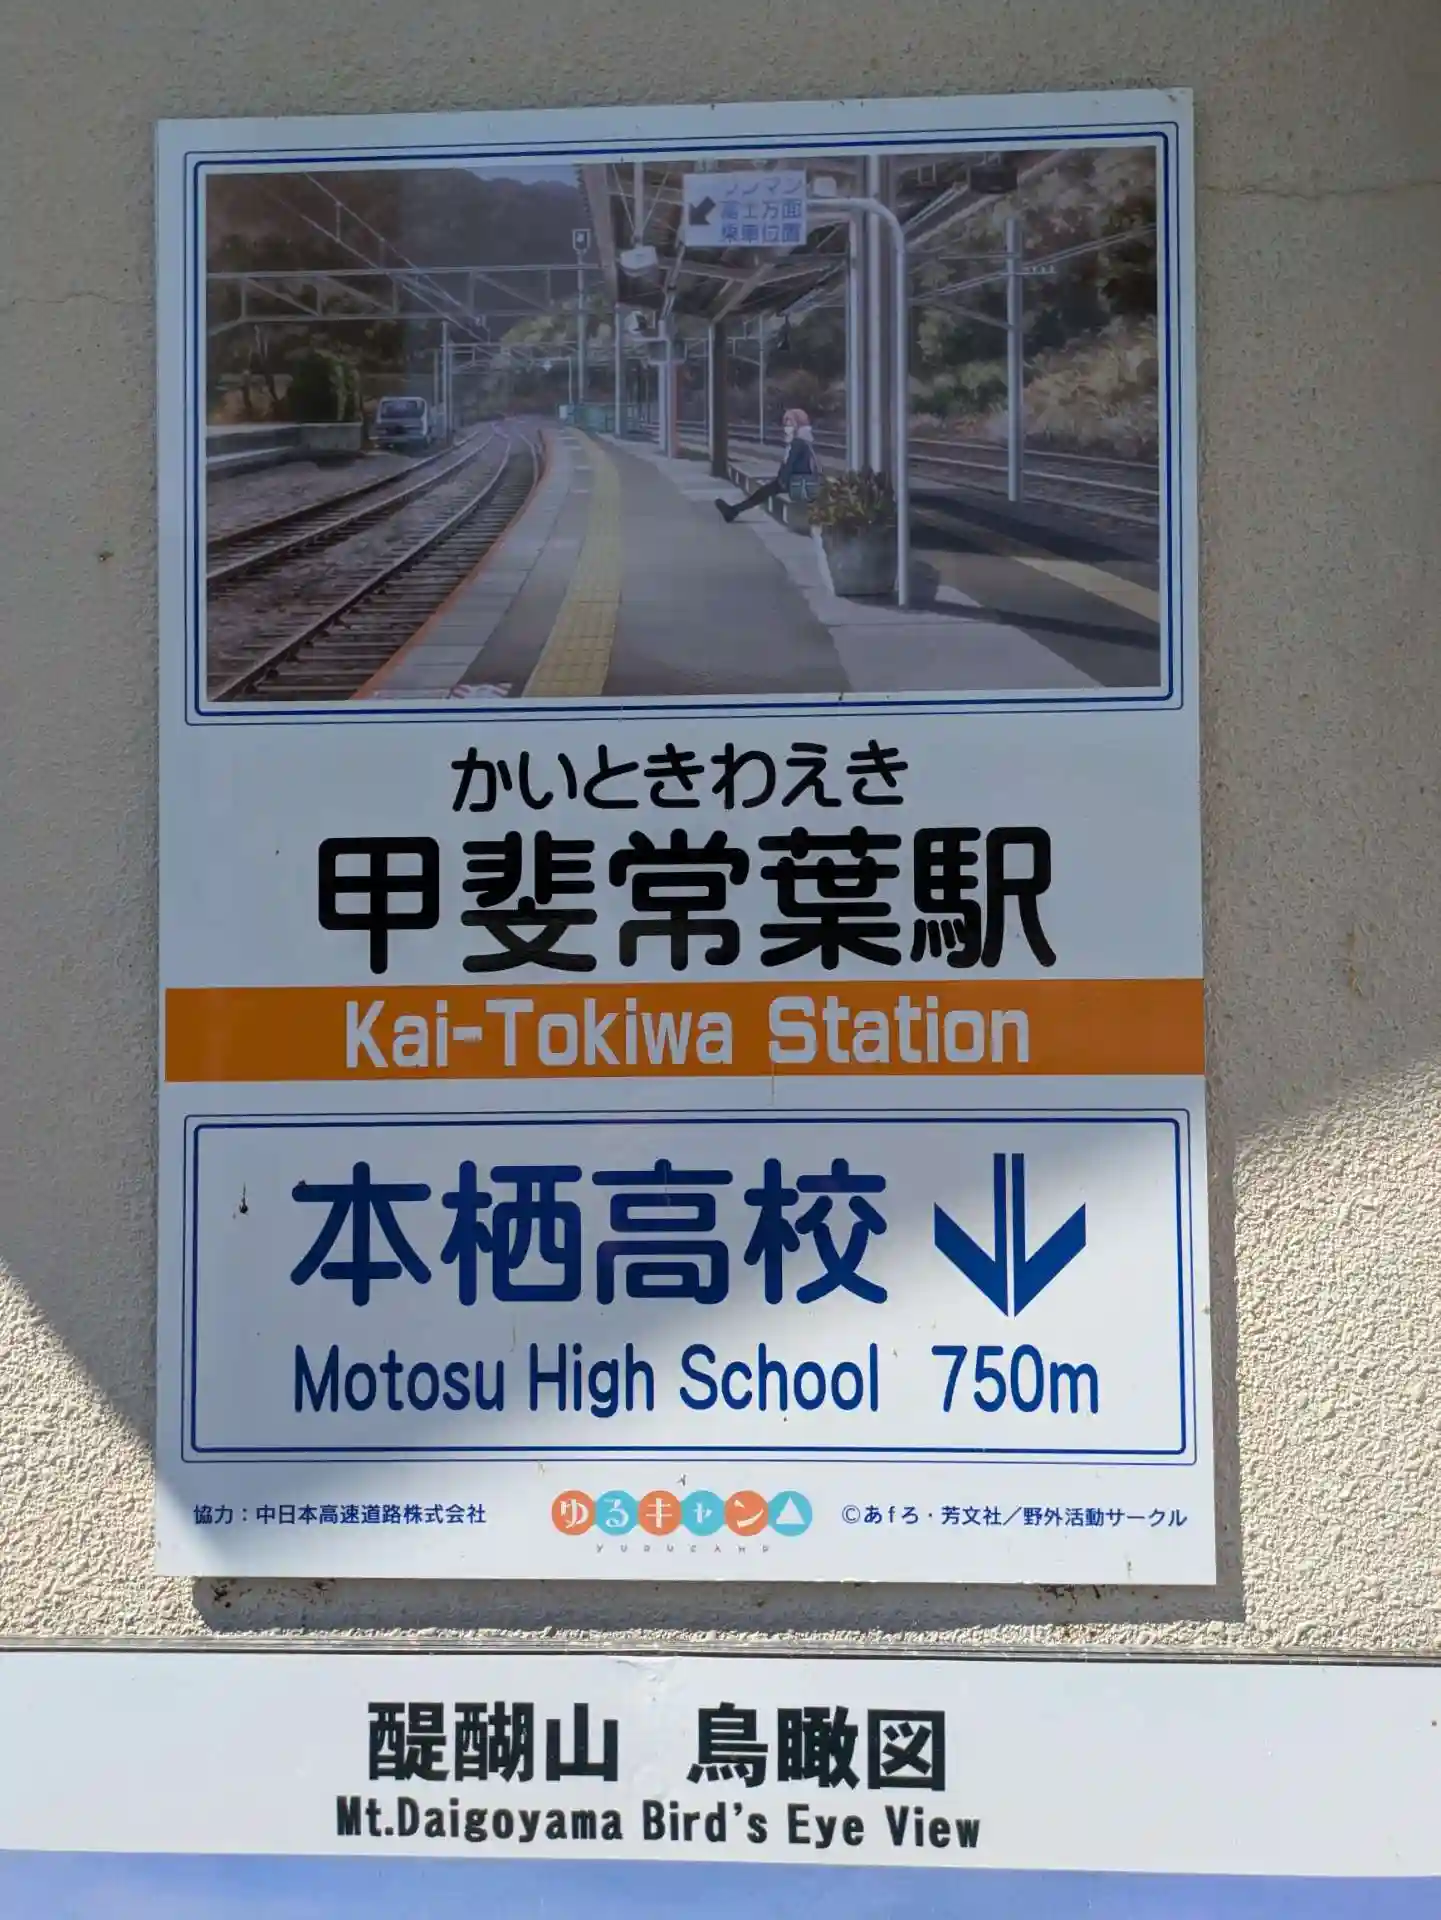 ワンマン
富士方面
乗車位置
かいときわえき
甲斐常葉駅
Kai-Tokiwa Station
本栖高校
Motosu High School 750m
協力：中日本高速道路株式会社
ゆるキャン△
YURUCAMP
©あfろ・芳文社／野外活動サークル
醍醐山 鳥瞰図
Mt.Daigoyama Bird's Eye View